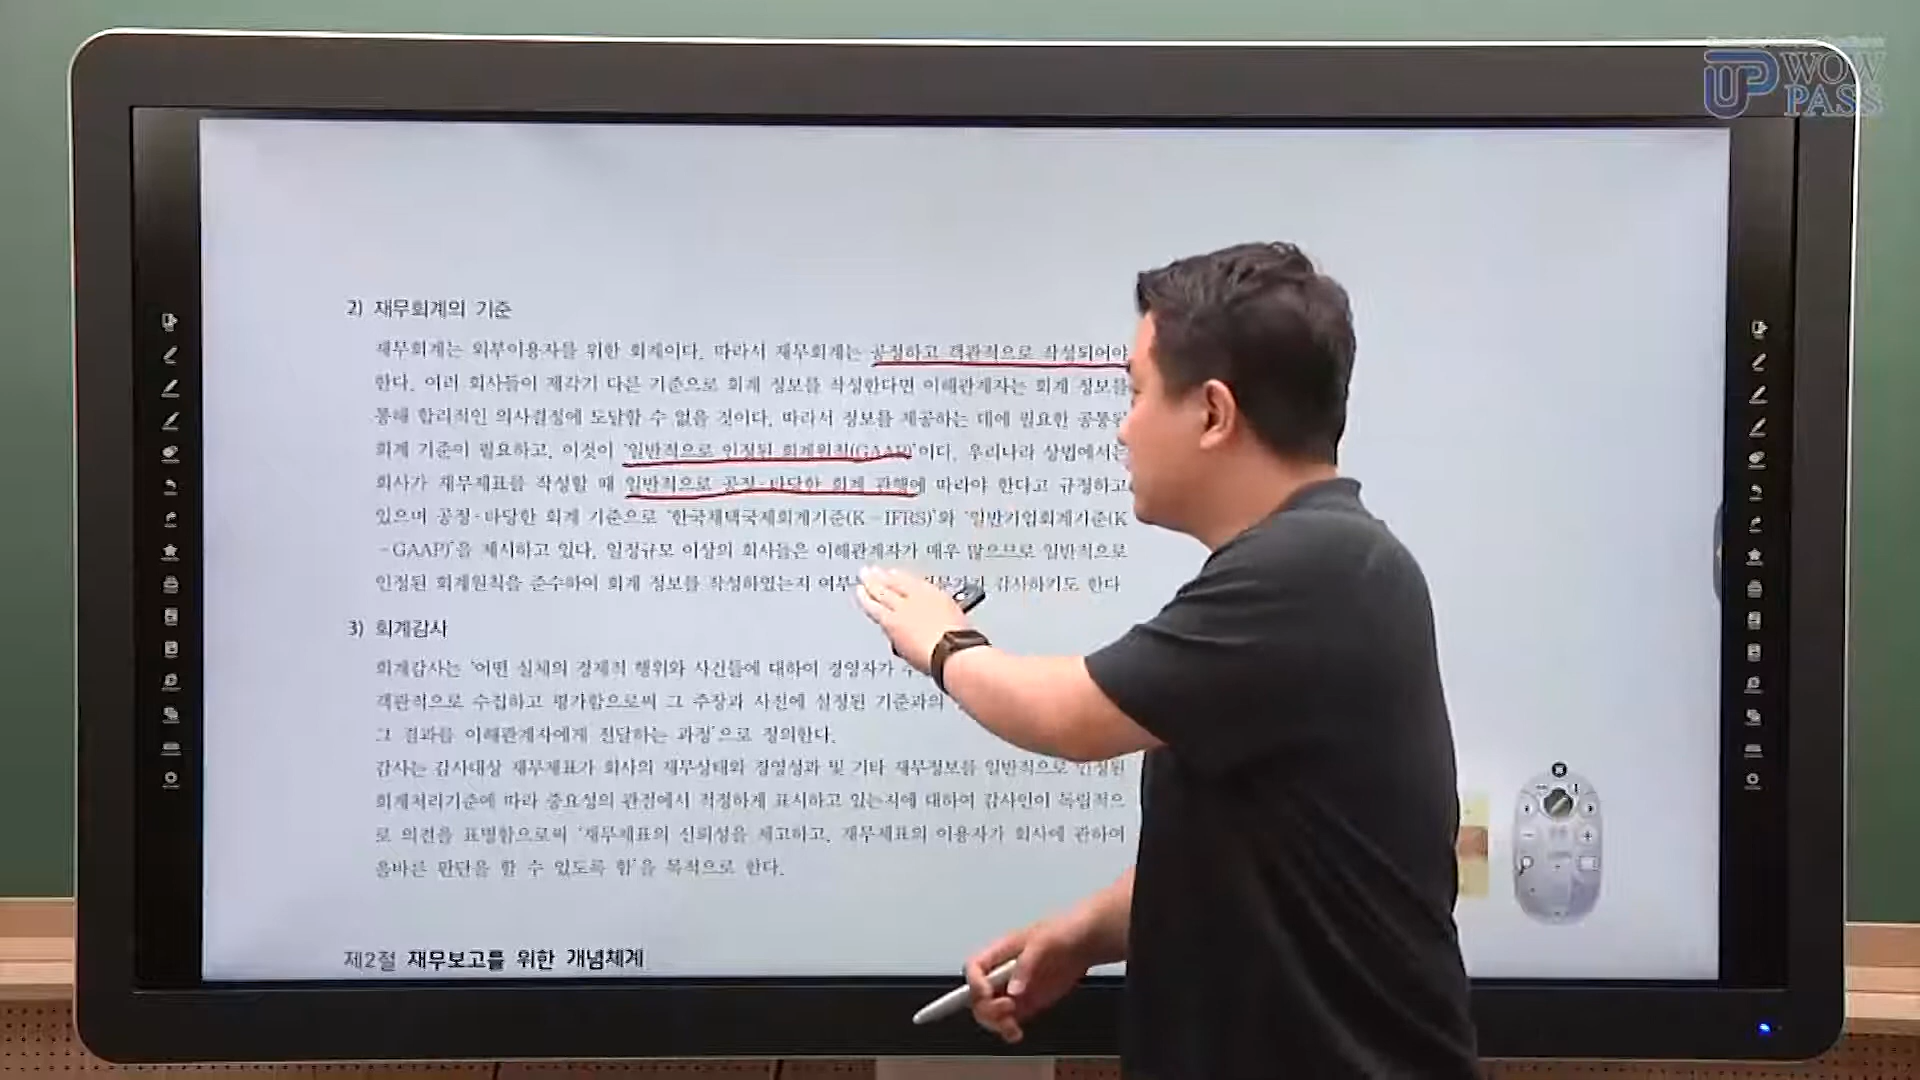 WOW
UP PASS
2) 재무회계의 기준
재무회계는 외부이용자를 위한 회계이다. 따라서 재무회계는 공정하고 객관적으로 작성되어야
한다. 여러 회사들이 제각기 다른 기준으로 회계 정보를 작성한다면 이해관계자는 회계 정보를
통해 합리적인 의사결정에 도달할 수 없을 것이다. 따라서 정보를 제공하는 데에 필요한 공통된
회계 기준이 필요하고, 이것이 '일반적으로 인정된 회계원칙(GAAP)'이다. 우리나라 상법에서는
회사가 재무제표를 작성할 때 일반적으로 공정·타당한 회계 관행에 따라야 한다고 규정하고
있으며 공정·타당한 회계 기준으로 '한국채택국제회계기준(K-IFRS)'와 '일반기업회계기준(K
-GAAP)'을 제시하고 있다. 일정규모 이상의 회사들은 이해관계자가 매우 많으므로 일반적으로
인정된 회계원칙을 준수하여 회계 정보를 작성하였는지 감사하기도 한다
3) 회계감사
회계감사는 '어떤 실체의 경제적 행위와 사건들에 대하여 경영자가
객관적으로 수집하고 평가함으로써 그 주장과 사전에 설정된 기준과의
그 결과를 이해관계자에게 전달하는 과정'으로 정의한다.
감사는 감사대상 재무제표가 회사의 재무상태와 경영성과 및 기타 재무정보를 일반적으로 인정된
회계처리기준에 따라 중요성의 관점에서 적정하게 표시하고 있는지에 대하여 감사인이 독립적으
로 의견을 표명함으로써 '재무제표의 신뢰성을 제고하고, 재무제표의 이용자가 회사에 관하여
올바른 판단을 할 수 있도록 함'을 목적으로 한다.
제2절 재무보고를 위한 개념체계